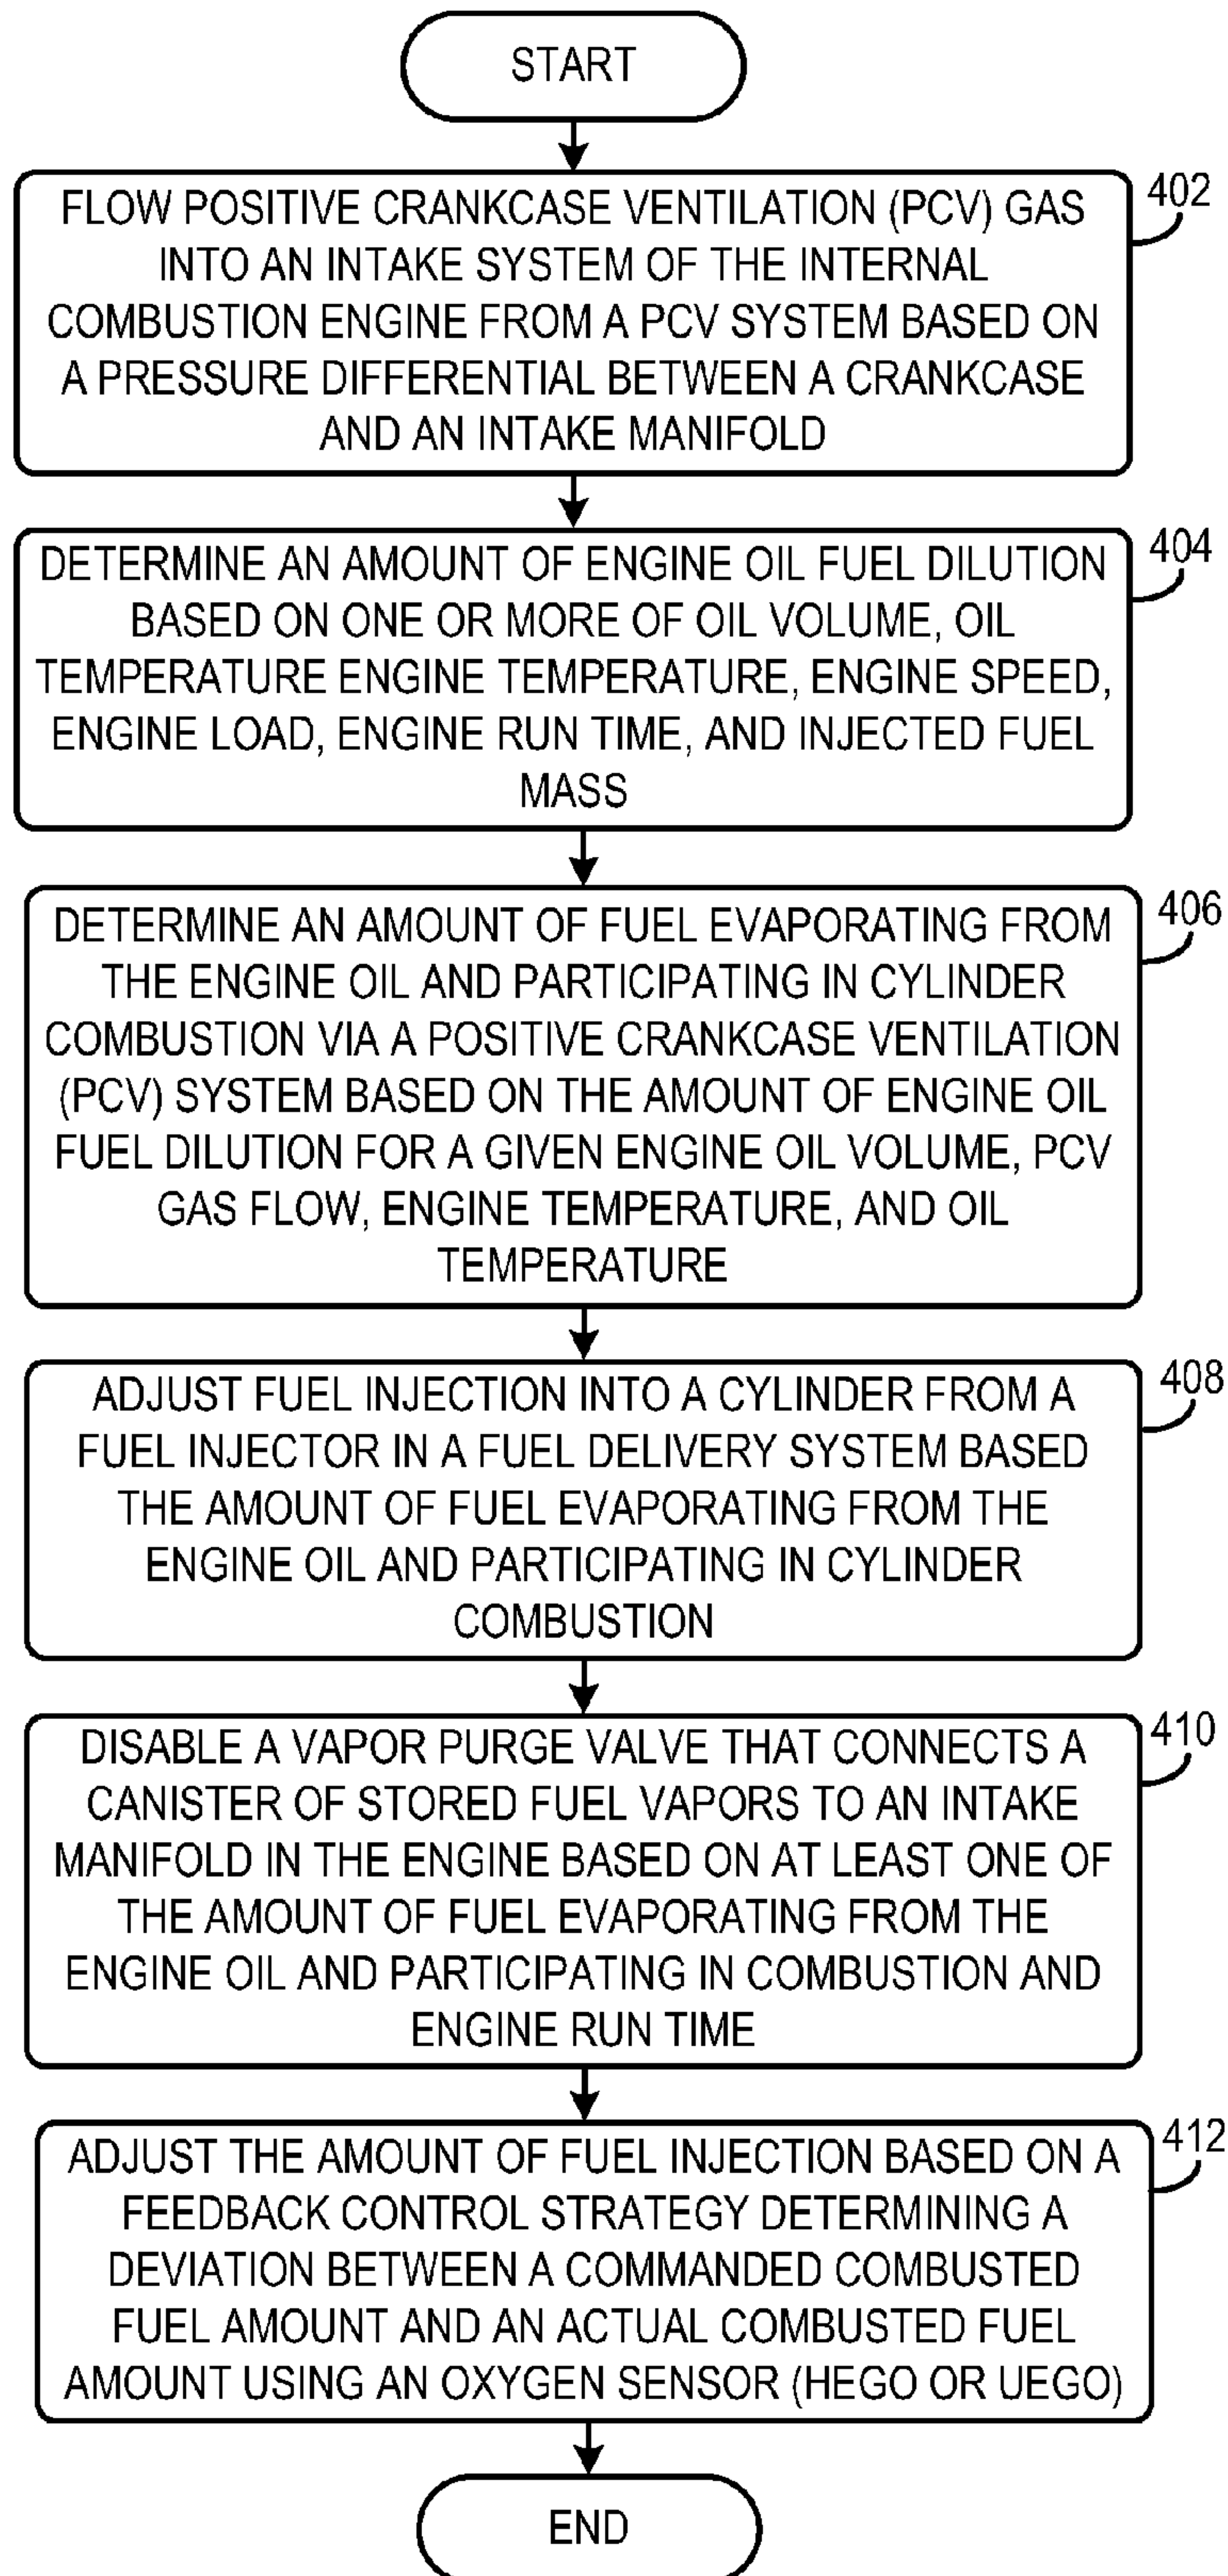 START
FLOW POSITIVE CRANKCASE VENTILATION (PCV) GAS
INTO AN INTAKE SYSTEM OF THE INTERNAL
COMBUSTION ENGINE FROM A PCV SYSTEM BASED ON
A PRESSURE DIFFERENTIAL BETWEEN A CRANKCASE
AND AN INTAKE MANIFOLD
402
DETERMINE AN AMOUNT OF ENGINE OIL FUEL DILUTION
BASED ON ONE OR MORE OF OIL VOLUME, OIL
TEMPERATURE ENGINE TEMPERATURE, ENGINE SPEED,
ENGINE LOAD, ENGINE RUN TIME, AND INJECTED FUEL
MASS
404
DETERMINE AN AMOUNT OF FUEL EVAPORATING FROM
THE ENGINE OIL AND PARTICIPATING IN CYLINDER
COMBUSTION VIA A POSITIVE CRANKCASE VENTILATION
(PCV) SYSTEM BASED ON THE AMOUNT OF ENGINE OIL
FUEL DILUTION FOR A GIVEN ENGINE OIL VOLUME, PCV
GAS FLOW, ENGINE TEMPERATURE, AND OIL
TEMPERATURE
406
ADJUST FUEL INJECTION INTO A CYLINDER FROM A
FUEL INJECTOR IN A FUEL DELIVERY SYSTEM BASED
THE AMOUNT OF FUEL EVAPORATING FROM THE
ENGINE OIL AND PARTICIPATING IN CYLINDER
COMBUSTION
408
DISABLE A VAPOR PURGE VALVE THAT CONNECTS A
CANISTER OF STORED FUEL VAPORS TO AN INTAKE
MANIFOLD IN THE ENGINE BASED ON AT LEAST ONE OF
THE AMOUNT OF FUEL EVAPORATING FROM THE
ENGINE OIL AND PARTICIPATING IN COMBUSTION AND
ENGINE RUN TIME
410
ADJUST THE AMOUNT OF FUEL INJECTION BASED ON A
FEEDBACK CONTROL STRATEGY DETERMINING A
DEVIATION BETWEEN A COMMANDED COMBUSTED
FUEL AMOUNT AND AN ACTUAL COMBUSTED FUEL
AMOUNT USING AN OXYGEN SENSOR (HEGO OR UEGO)
412
END